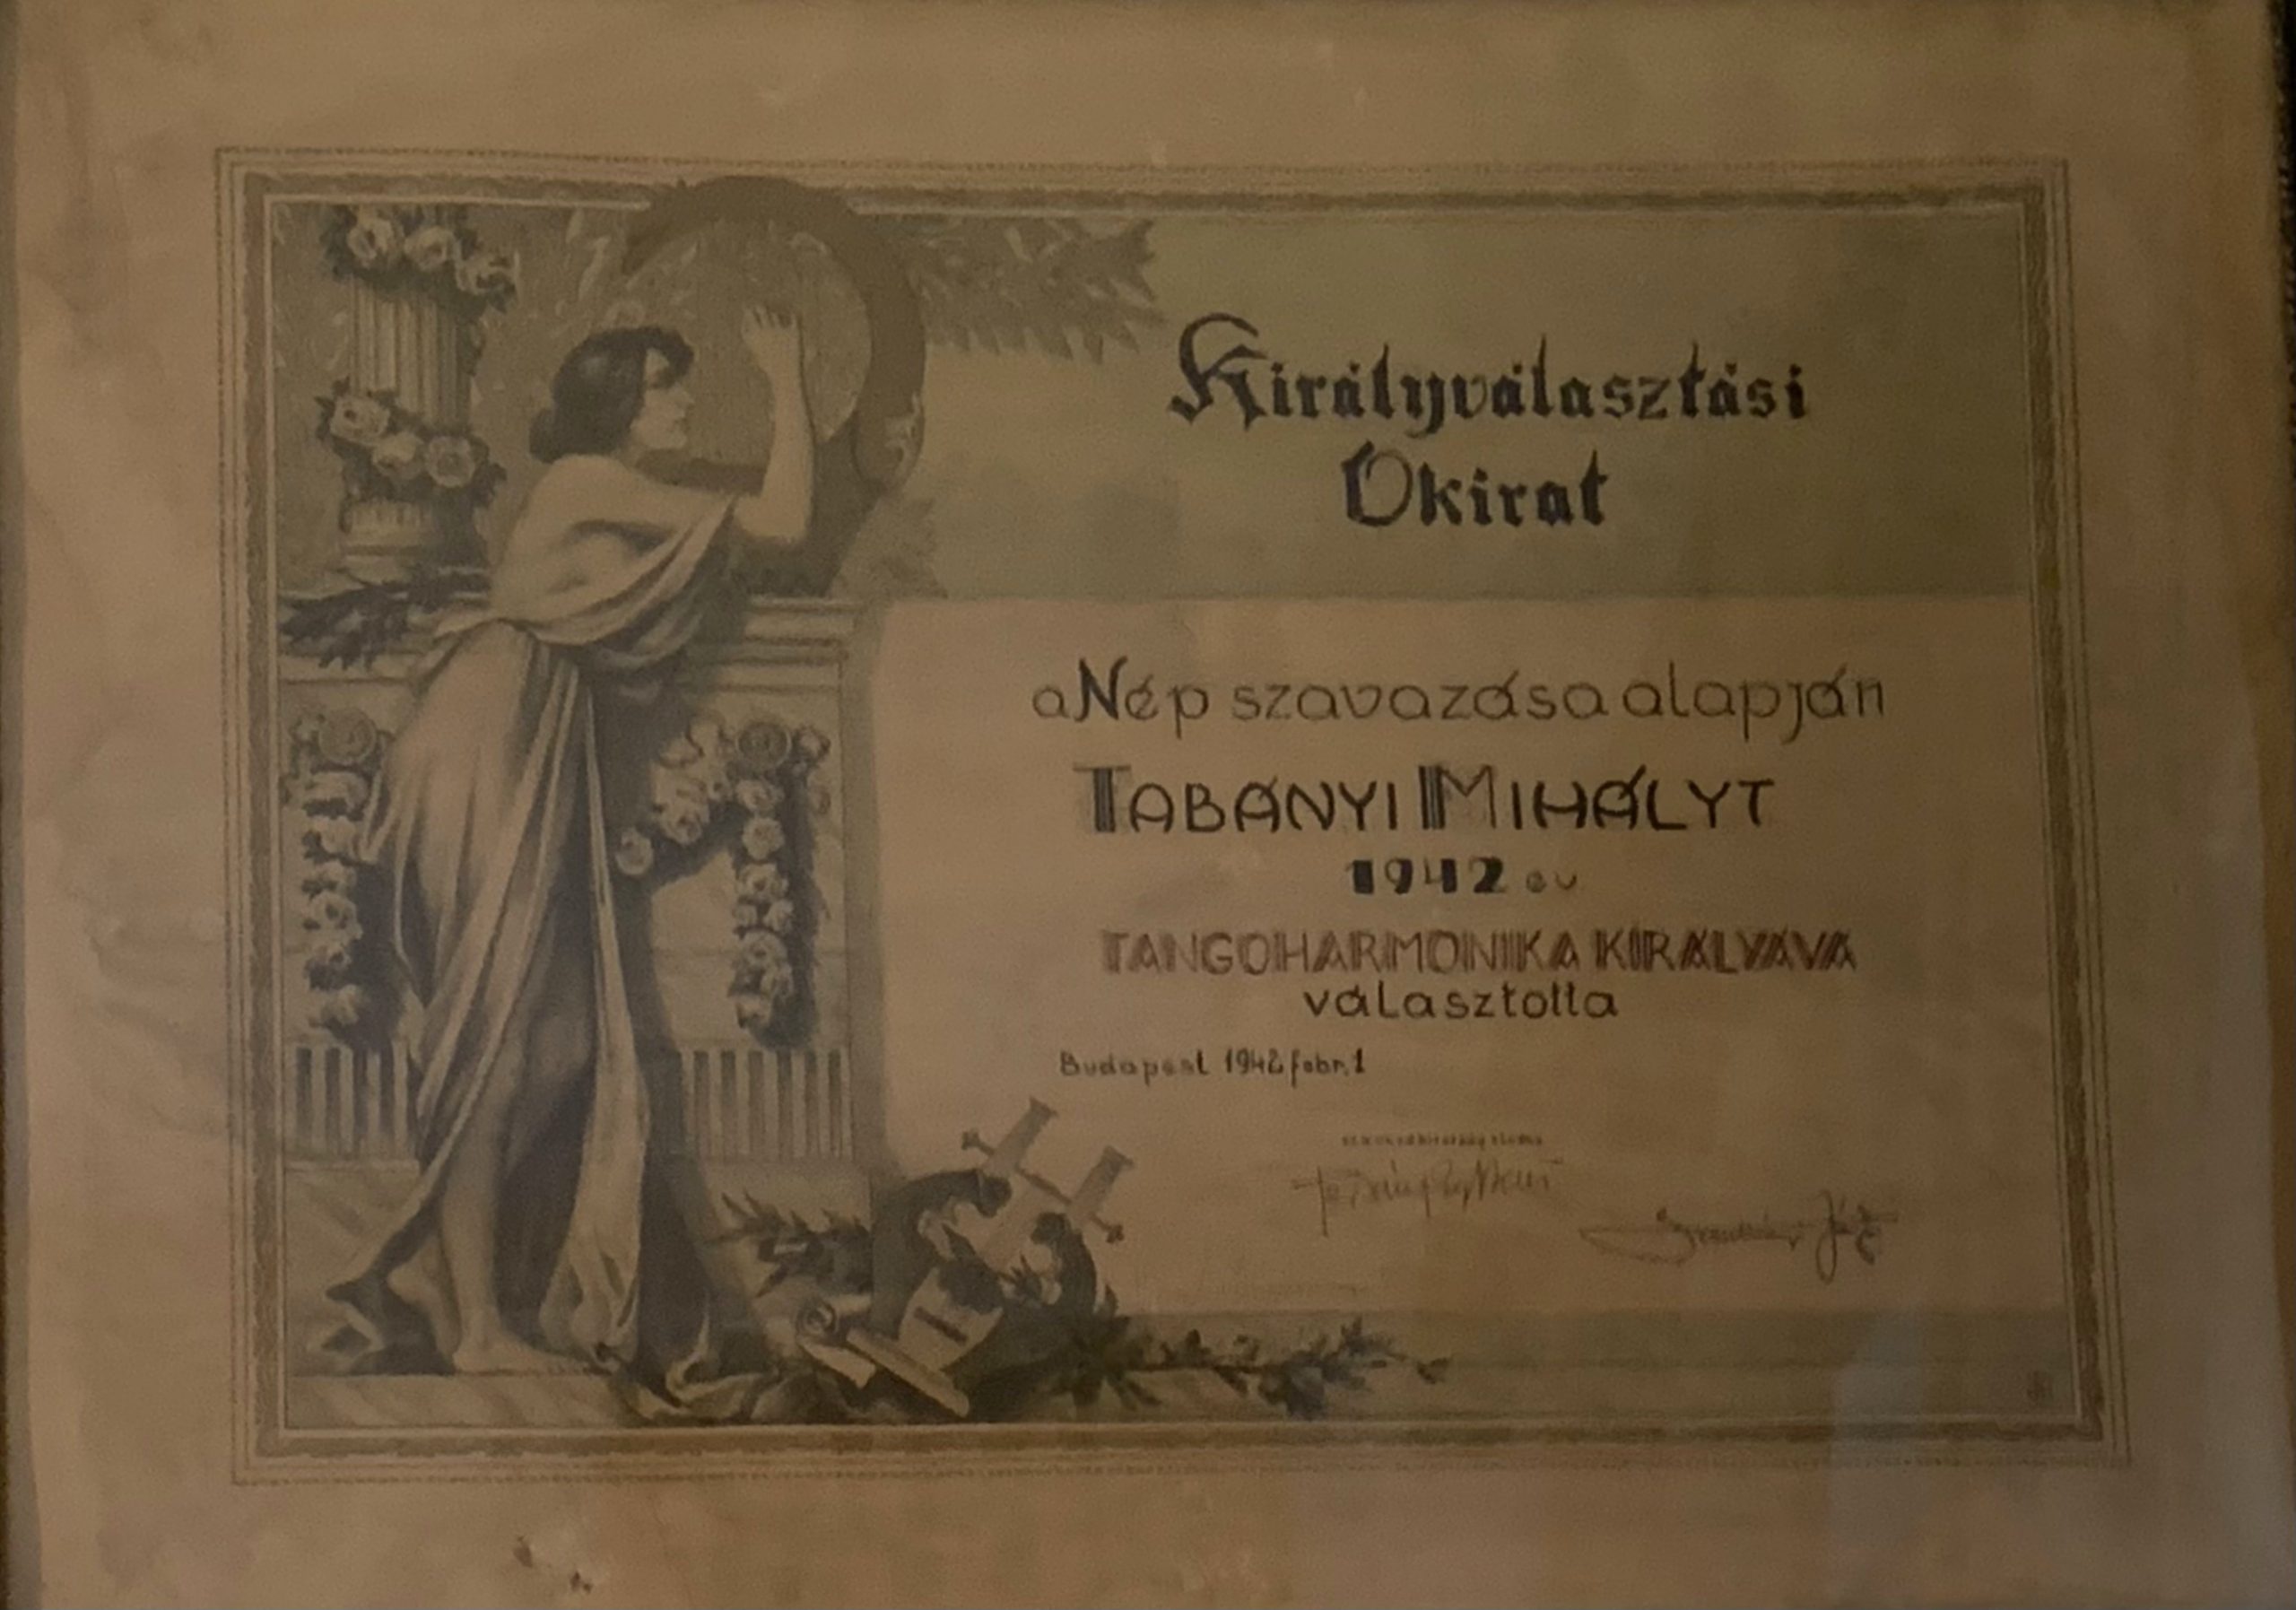 Királyválasztási
Okirat
a Nép szavazása alapján
TABÁNYI MIHÁLYT
1942 év
TANGOHARMONIKA KIRÁLYÁVÁ
választotta
Budapest 1942 febr. 1